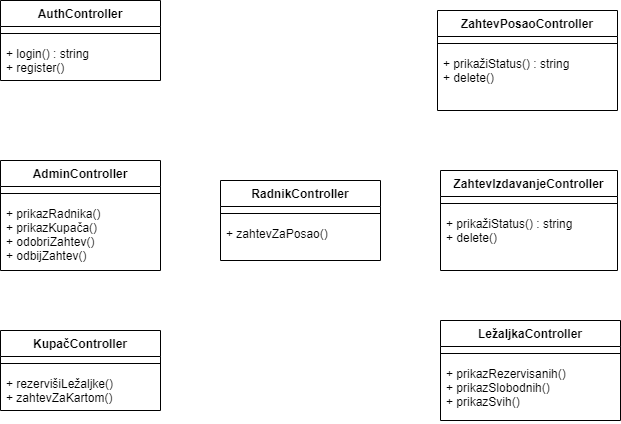 AuthController
+ login() : string
+ register()
ZahtevPosaoController
+ prikažiStatus() : string
+ delete()
AdminController
+ prikazRadnika()
+ prikazKupača()
+ odobriZahtev()
+ odbijZahtev()
RadnikController
+ zahtevZaPosao()
ZahtevIzdavanjeController
+ prikažiStatus() : string
+ delete()
KupačController
+ rezervišiLežaljke()
+ zahtevZaKartom()
LežaljkaController
+ prikazRezervisanih()
+ prikazSlobodnih()
+ prikazSvih()